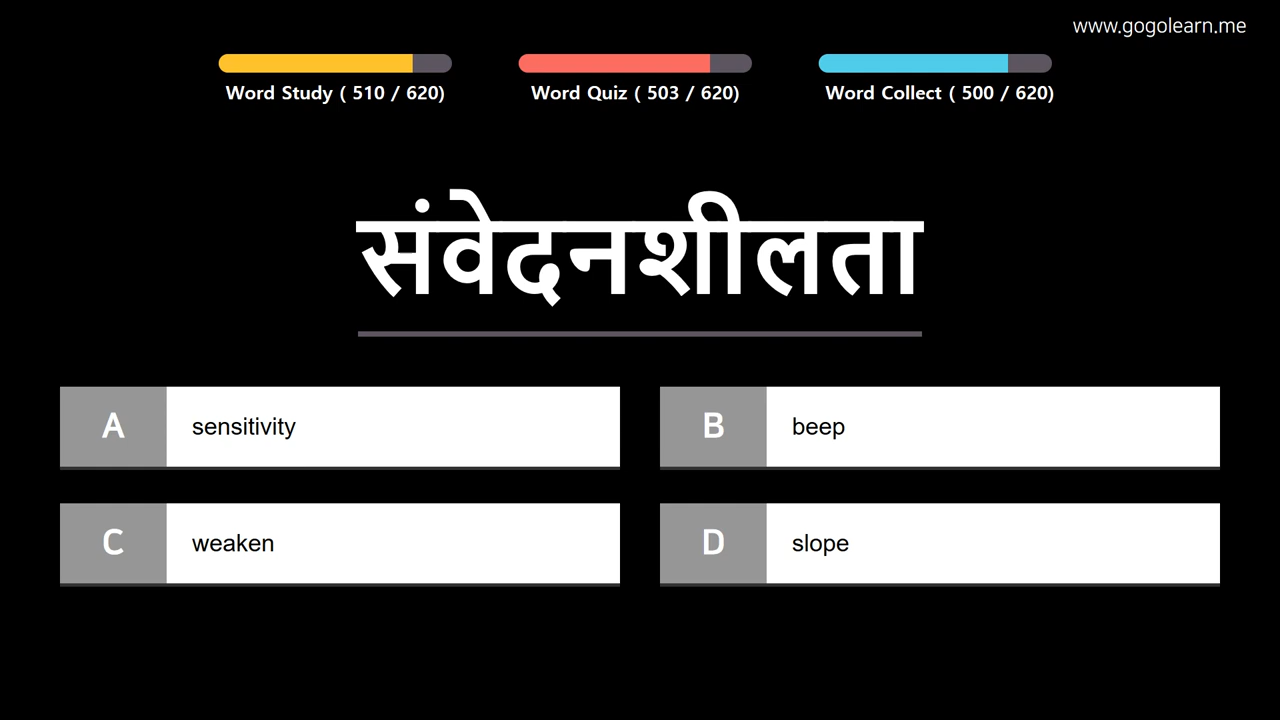 www.gogolearn.me
Word Study ( 510 / 620)
Word Quiz ( 503 / 620)
Word Collect ( 500 / 620)
संवेदनशीलता
A sensitivity
B beep
C weaken
D slope